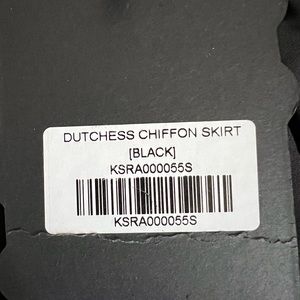 DUTCHESS CHIFFON SKIRT
[BLACK]
KSRA000055S
KSRA000055S